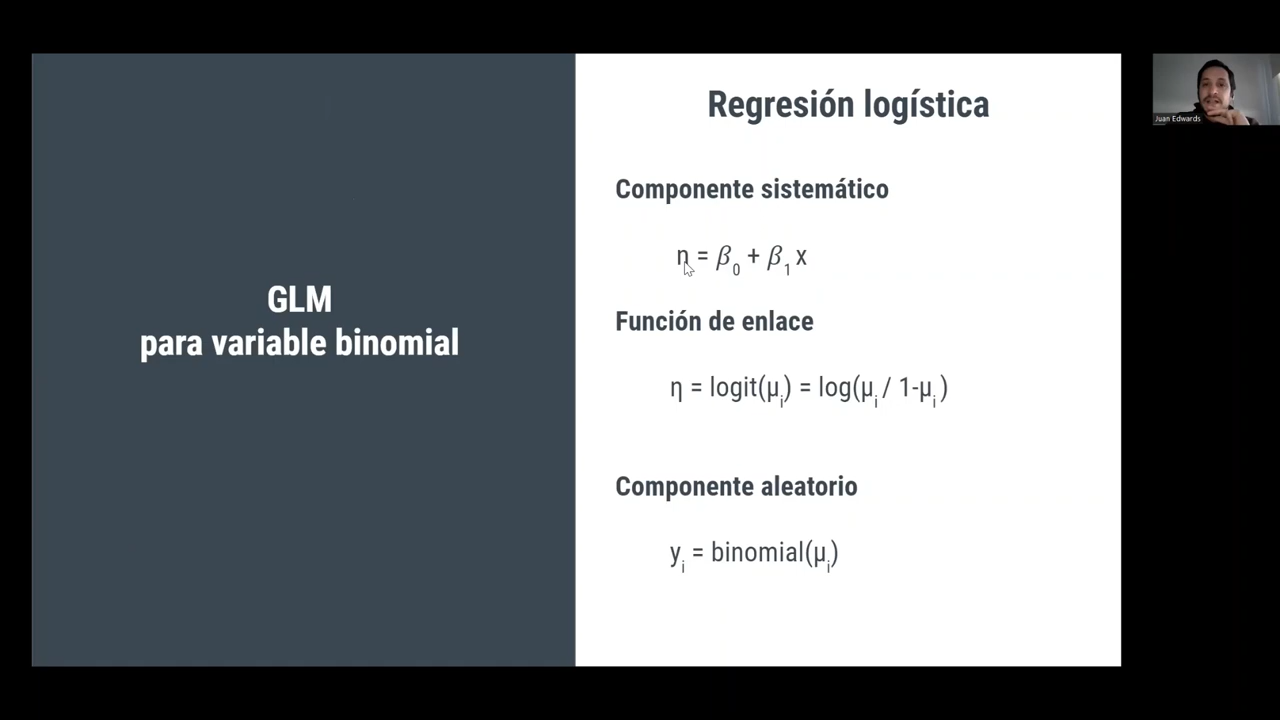 GLM
para variable binomial
Regresión logística
Componente sistemático
η = β₀ + β₁ x
Función de enlace
η = logit(μᵢ) = log(μᵢ / 1-μᵢ )
Componente aleatorio
yᵢ = binomial(μᵢ)
Juan Edwards